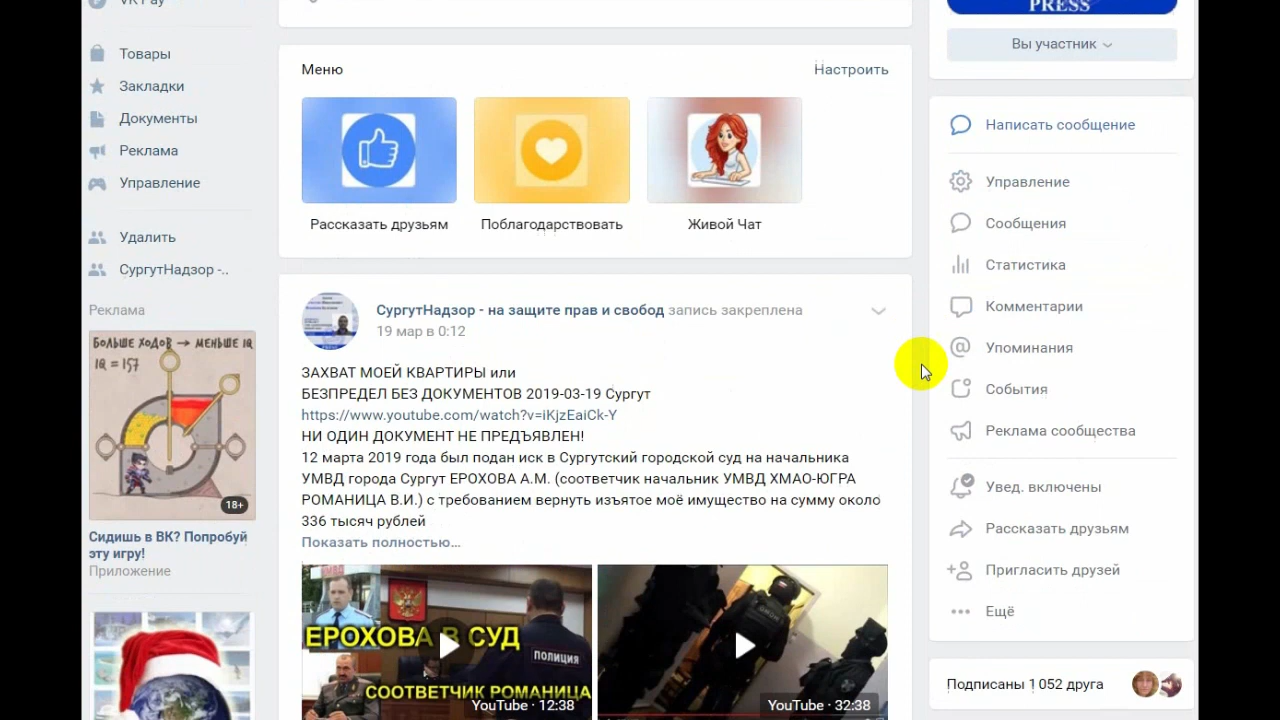 VK Pay
Товары
Закладки
Документы
Реклама
Управление
Удалить
СургутНадзор -..
Реклама
БОЛЬШЕ ХОДОВ → МЕНЬШЕ IQ
IQ = 157
18+
Сидишь в ВК? Попробуй
эту игру!
Приложение
Меню
Настроить
Рассказать друзьям
Поблагодарствовать
Живой Чат
СургутНадзор - на защите прав и свобод запись закреплена
19 мар в 0:12
ЗАХВАТ МОЕЙ КВАРТИРЫ или
БЕЗПРЕДЕЛ БЕЗ ДОКУМЕНТОВ 2019-03-19 Сургут
https://www.youtube.com/watch?v=iKjzEaiCk-Y
НИ ОДИН ДОКУМЕНТ НЕ ПРЕДЪЯВЛЕН!
12 марта 2019 года был подан иск в Сургутский городской суд на начальника
УМВД города Сургут ЕРОХОВА А.М. (соответчик начальник УМВД ХМАО-ЮГРА
РОМАНИЦА В.И.) с требованием вернуть изъятое моё имущество на сумму около
336 тысяч рублей
Показать полностью…
ЕРОХОВА В СУД
ПОЛИЦИЯ
СООТВЕТЧИК РОМАНИЦА
YouTube · 12:38
YouTube · 32:38
PRESS
Вы участник
Написать сообщение
Управление
Сообщения
Статистика
Комментарии
Упоминания
События
Реклама сообщества
Увед. включены
Рассказать друзьям
Пригласить друзей
Ещё
Подписаны 1 052 друга